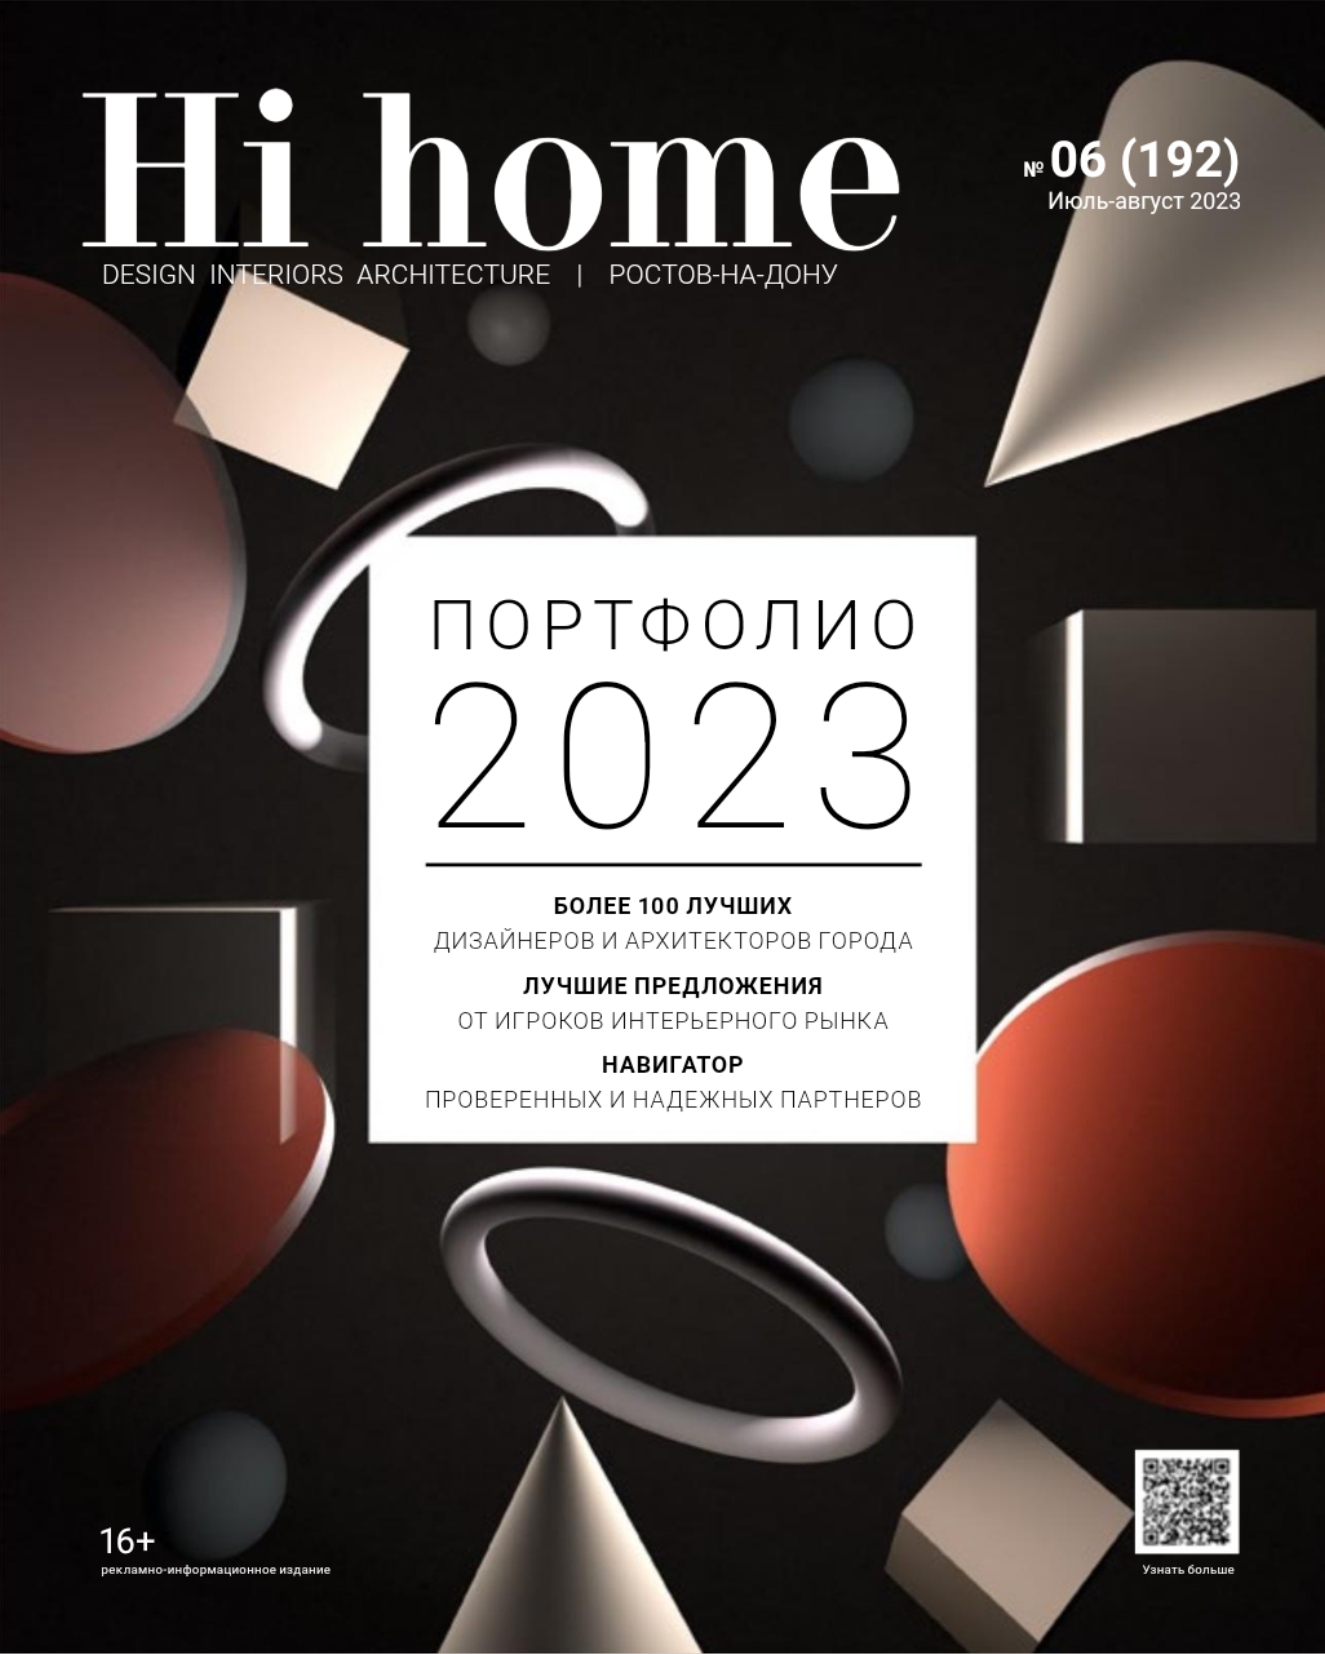 Hi home
№ 06 (192)
Июль-август 2023
DESIGN INTERIORS ARCHITECTURE | РОСТОВ-НА-ДОНУ
ПОРТФОЛИО
2023
БОЛЕЕ 100 ЛУЧШИХ
ДИЗАЙНЕРОВ И АРХИТЕКТОРОВ ГОРОДА
ЛУЧШИЕ ПРЕДЛОЖЕНИЯ
ОТ ИГРОКОВ ИНТЕРЬЕРНОГО РЫНКА
НАВИГАТОР
ПРОВЕРЕННЫХ И НАДЕЖНЫХ ПАРТНЕРОВ
16+
рекламно-информационное издание
Узнать больше